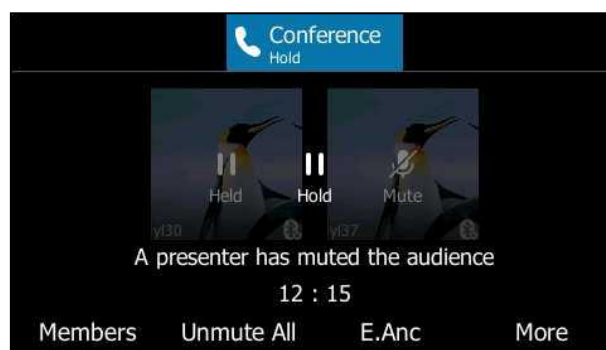 Conference
Hold
Held Hold Mute
yl30 yl37
A presenter has muted the audience
12 : 15
Members Unmute All E.Anc More